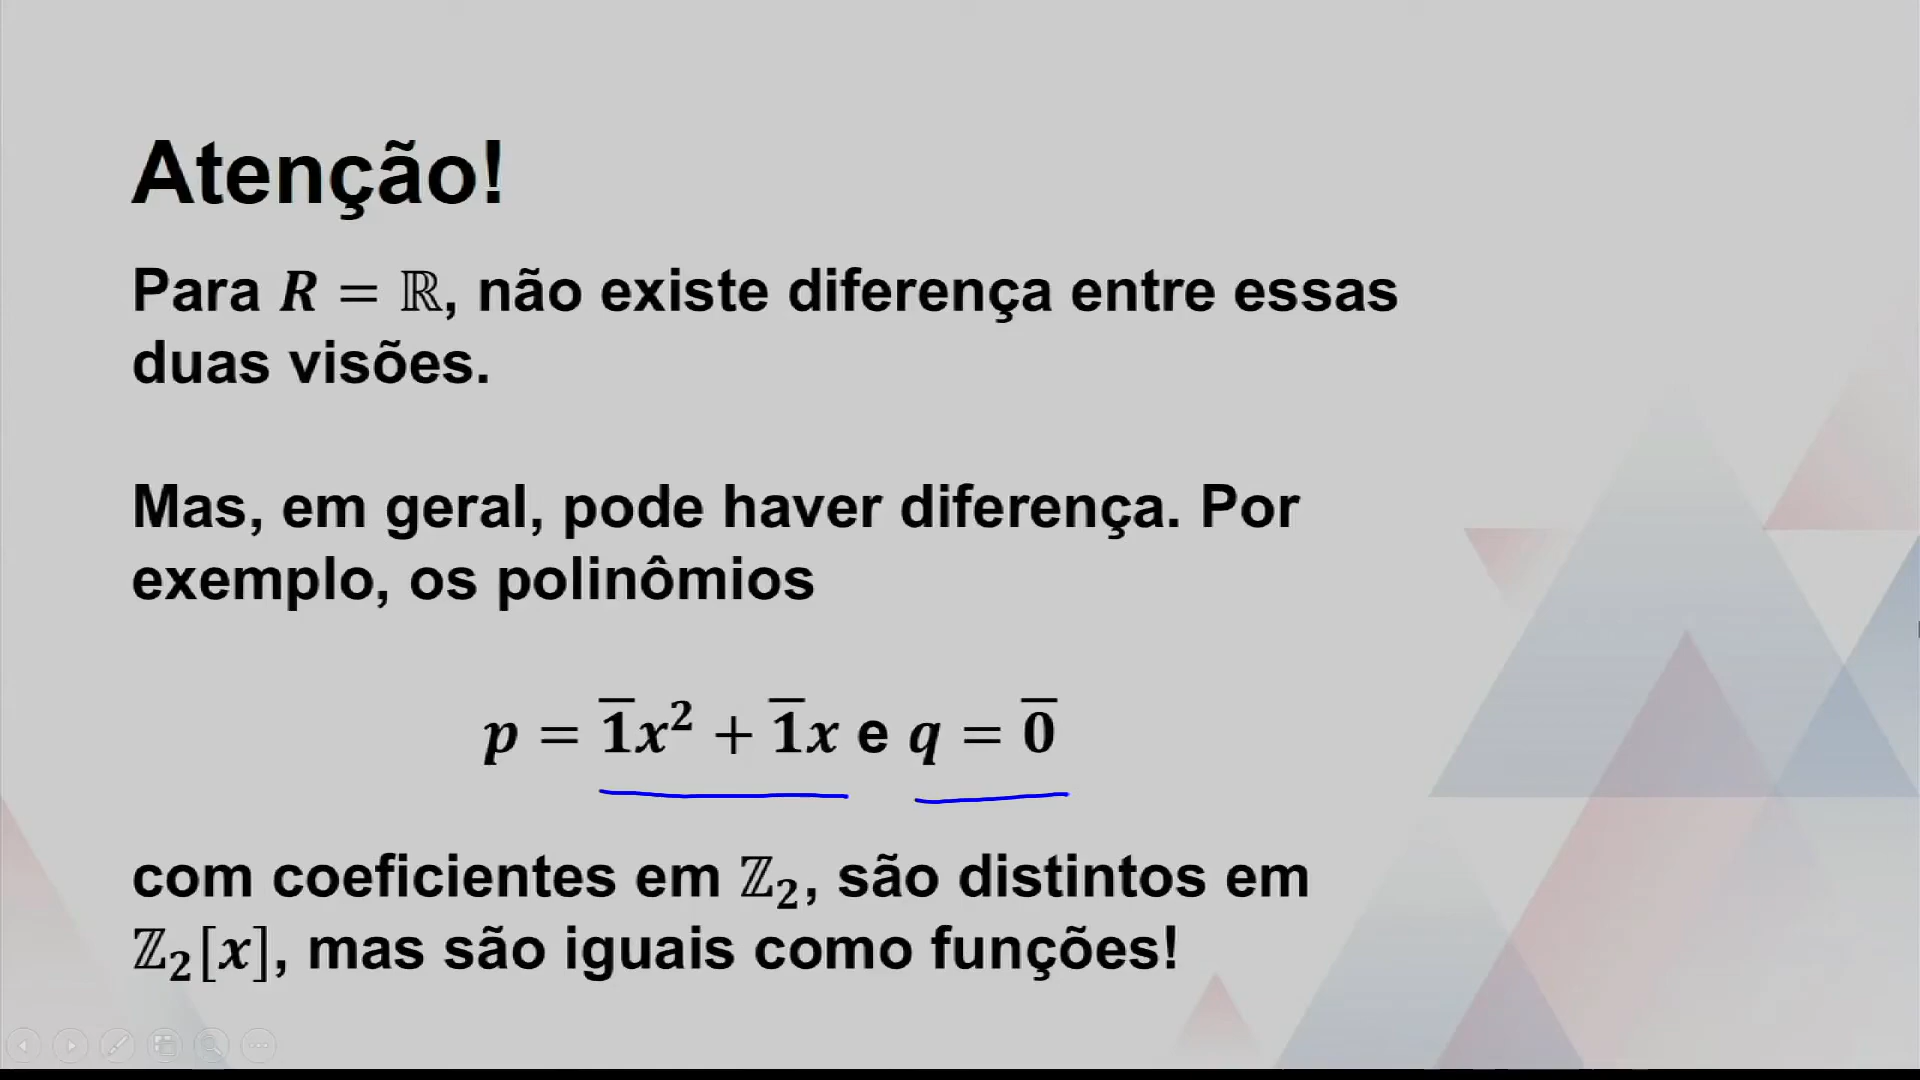 Atenção!
Para R = ℝ, não existe diferença entre essas
duas visões.
Mas, em geral, pode haver diferença. Por
exemplo, os polinômios
p = 1̅x² + 1̅x e q = 0̅
com coeficientes em ℤ₂, são distintos em
ℤ₂[x], mas são iguais como funções!